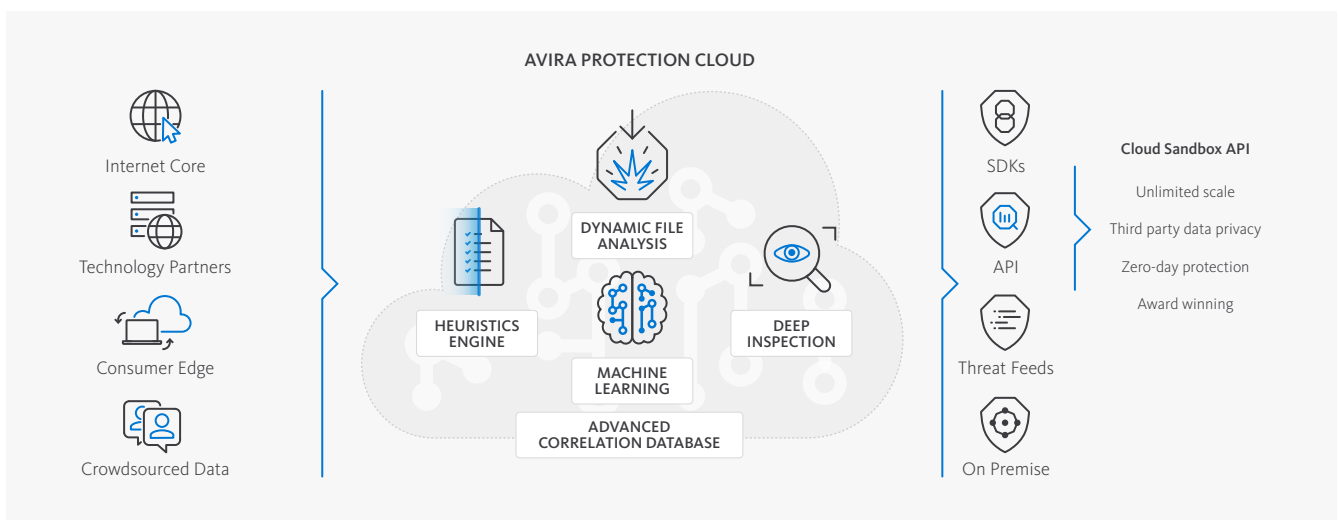 AVIRA PROTECTION CLOUD
Internet Core
Technology Partners
Consumer Edge
Crowdsourced Data
DYNAMIC FILE
ANALYSIS
HEURISTICS
ENGINE
DEEP
INSPECTION
MACHINE
LEARNING
ADVANCED
CORRELATION DATABASE
SDKs
API
Threat Feeds
On Premise
Cloud Sandbox API
Unlimited scale
Third party data privacy
Zero-day protection
Award winning